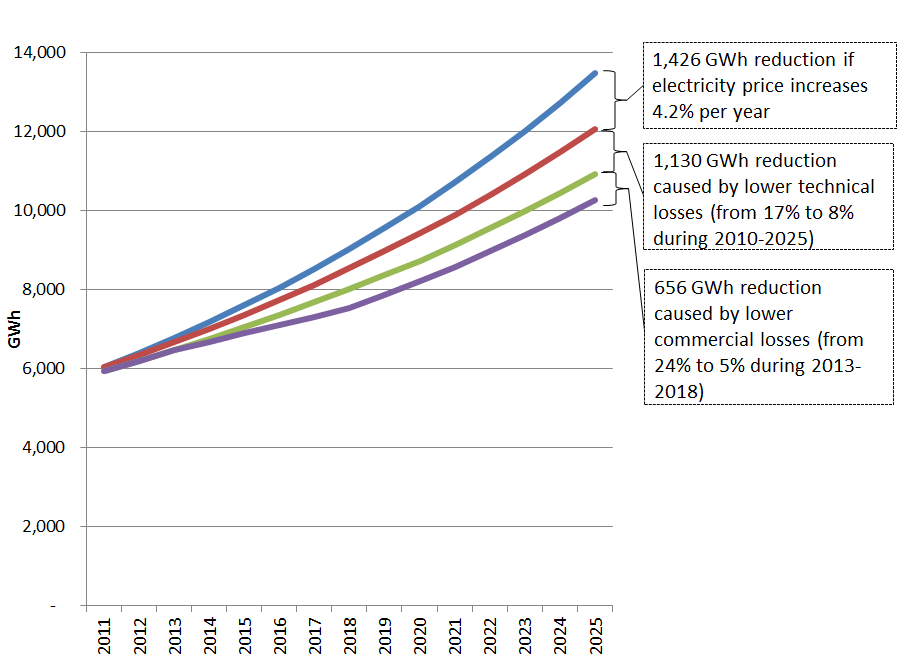 14,000
12,000
10,000
8,000
6,000
4,000
2,000
-
GWh
2011
2012
2013
2014
2015
2016
2017
2018
2019
2020
2021
2022
2023
2024
2025
1,426 GWh reduction if
electricity price increases
4.2% per year
1,130 GWh reduction
caused by lower technical
losses (from 17% to 8%
during 2010-2025)
656 GWh reduction
caused by lower
commercial losses (from
24% to 5% during 2013-
2018)